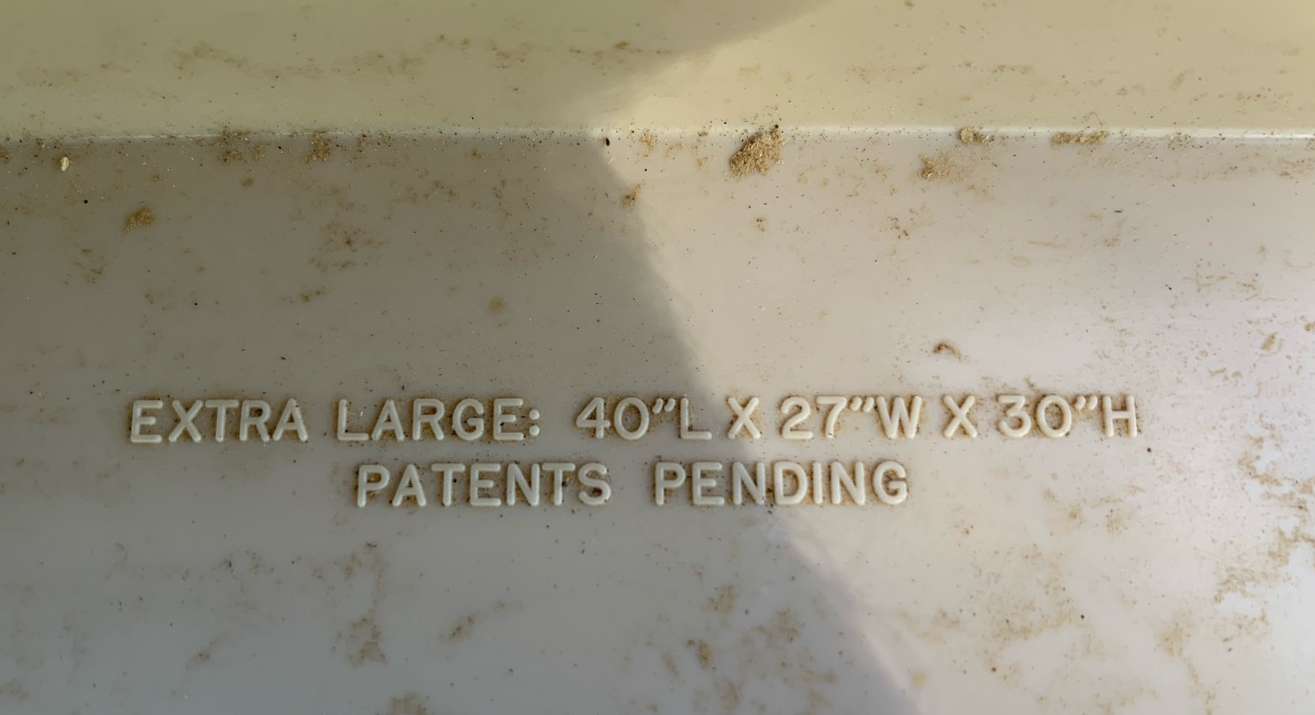 EXTRA LARGE: 40"L X 27"W X 30"H
PATENTS PENDING